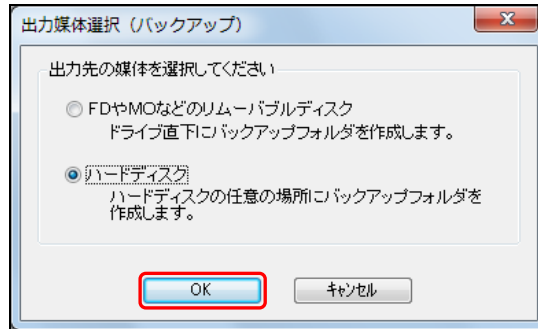 出力媒体選択（バックアップ）
出力先の媒体を選択してください
FDやMOなどのリムーバブルディスク
ドライブ直下にバックアップフォルダを作成します。
ハードディスク
ハードディスクの任意の場所にバックアップフォルダを
作成します。
OK
キャンセル